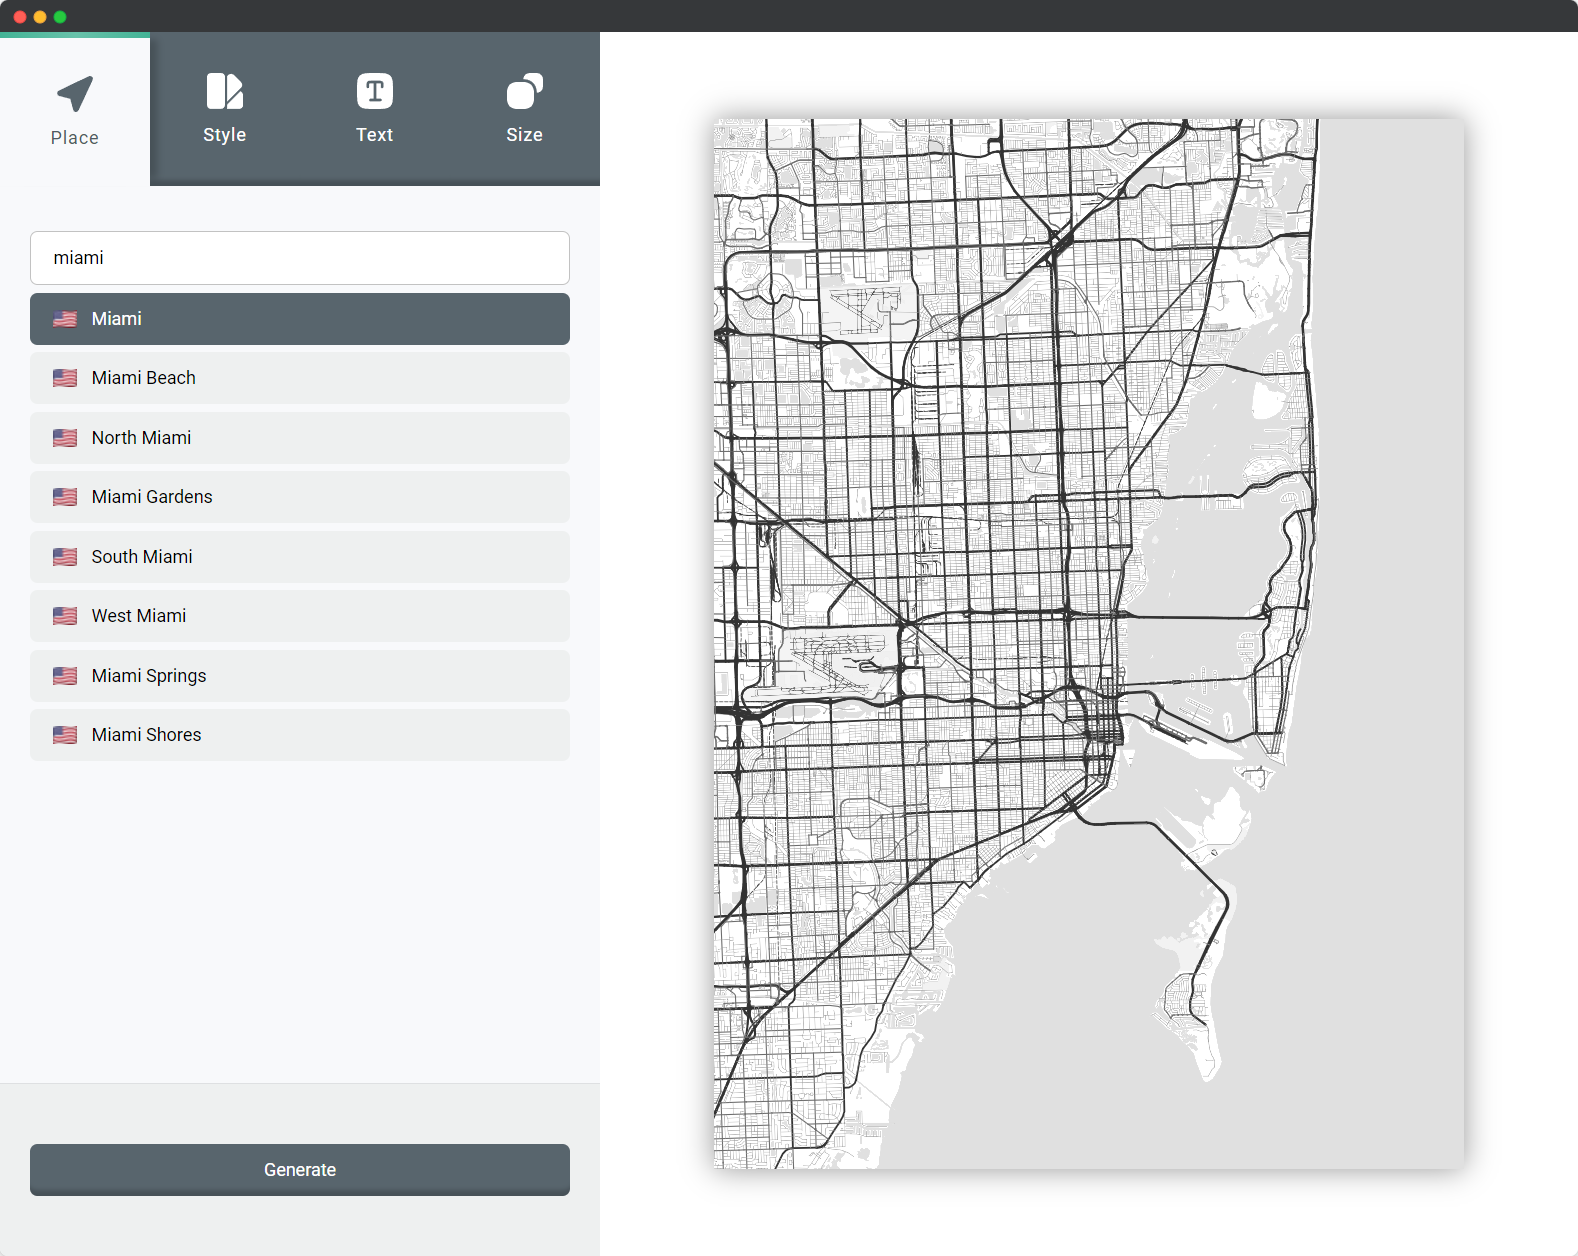 Place
Style
Text
Size
miami
Miami
Miami Beach
North Miami
Miami Gardens
South Miami
West Miami
Miami Springs
Miami Shores
Generate